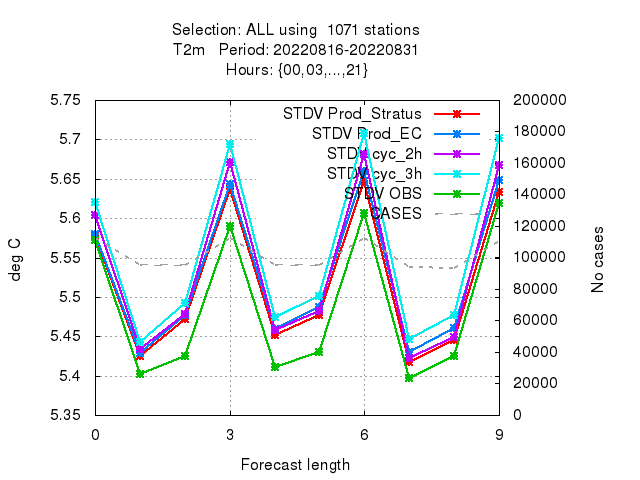 Selection: ALL using  1071 stations
T2m   Period: 20220816-20220831
Hours: {00,03,...,21}
5.75
5.7
5.65
5.6
5.55
5.5
5.45
5.4
5.35
deg C
STDV Prod_Stratus
STDV Prod_EC
STDV cyc_2h
STDV cyc_3h
STDV OBS
CASES
200000
180000
160000
140000
120000
100000
80000
60000
40000
20000
0
No cases
0 3 6 9
Forecast length